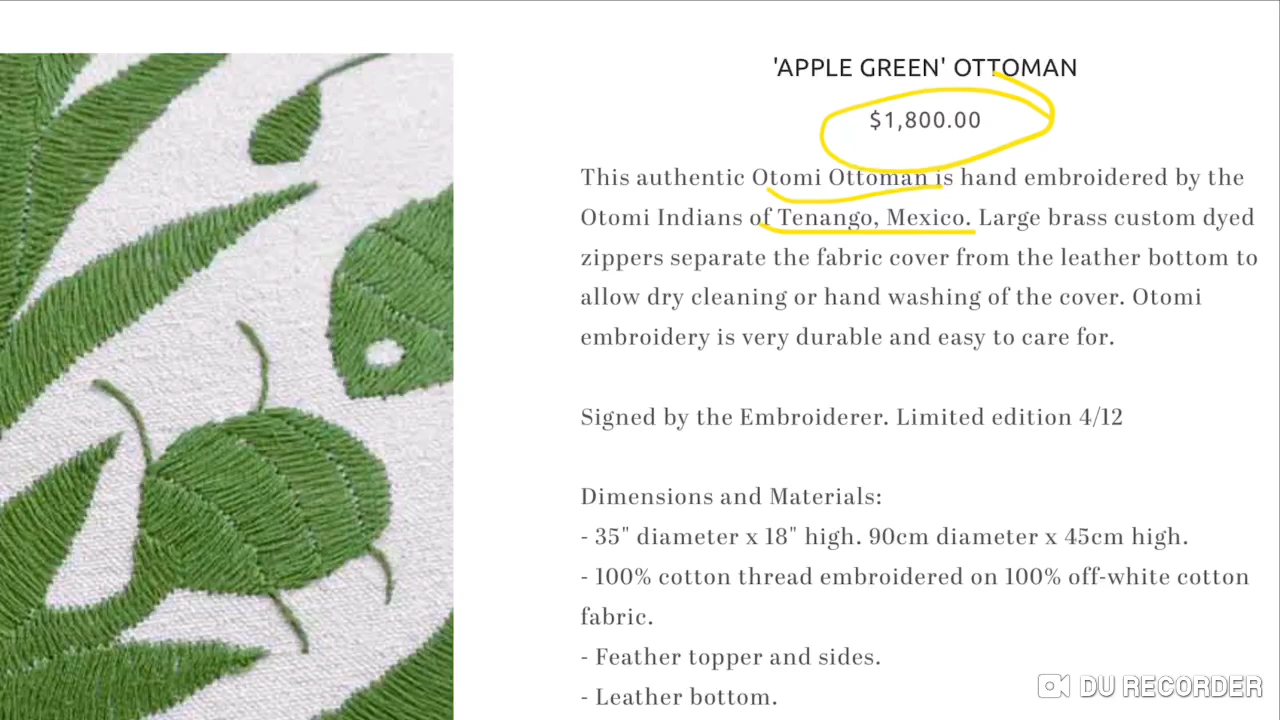 'APPLE GREEN' OTTOMAN
$1,800.00
This authentic Otomi Ottoman is hand embroidered by the
Otomi Indians of Tenango, Mexico. Large brass custom dyed
zippers separate the fabric cover from the leather bottom to
allow dry cleaning or hand washing of the cover. Otomi
embroidery is very durable and easy to care for.
Signed by the Embroiderer. Limited edition 4/12
Dimensions and Materials:
- 35" diameter x 18" high. 90cm diameter x 45cm high.
- 100% cotton thread embroidered on 100% off-white cotton
fabric.
- Feather topper and sides.
- Leather bottom.
DU RECORDER